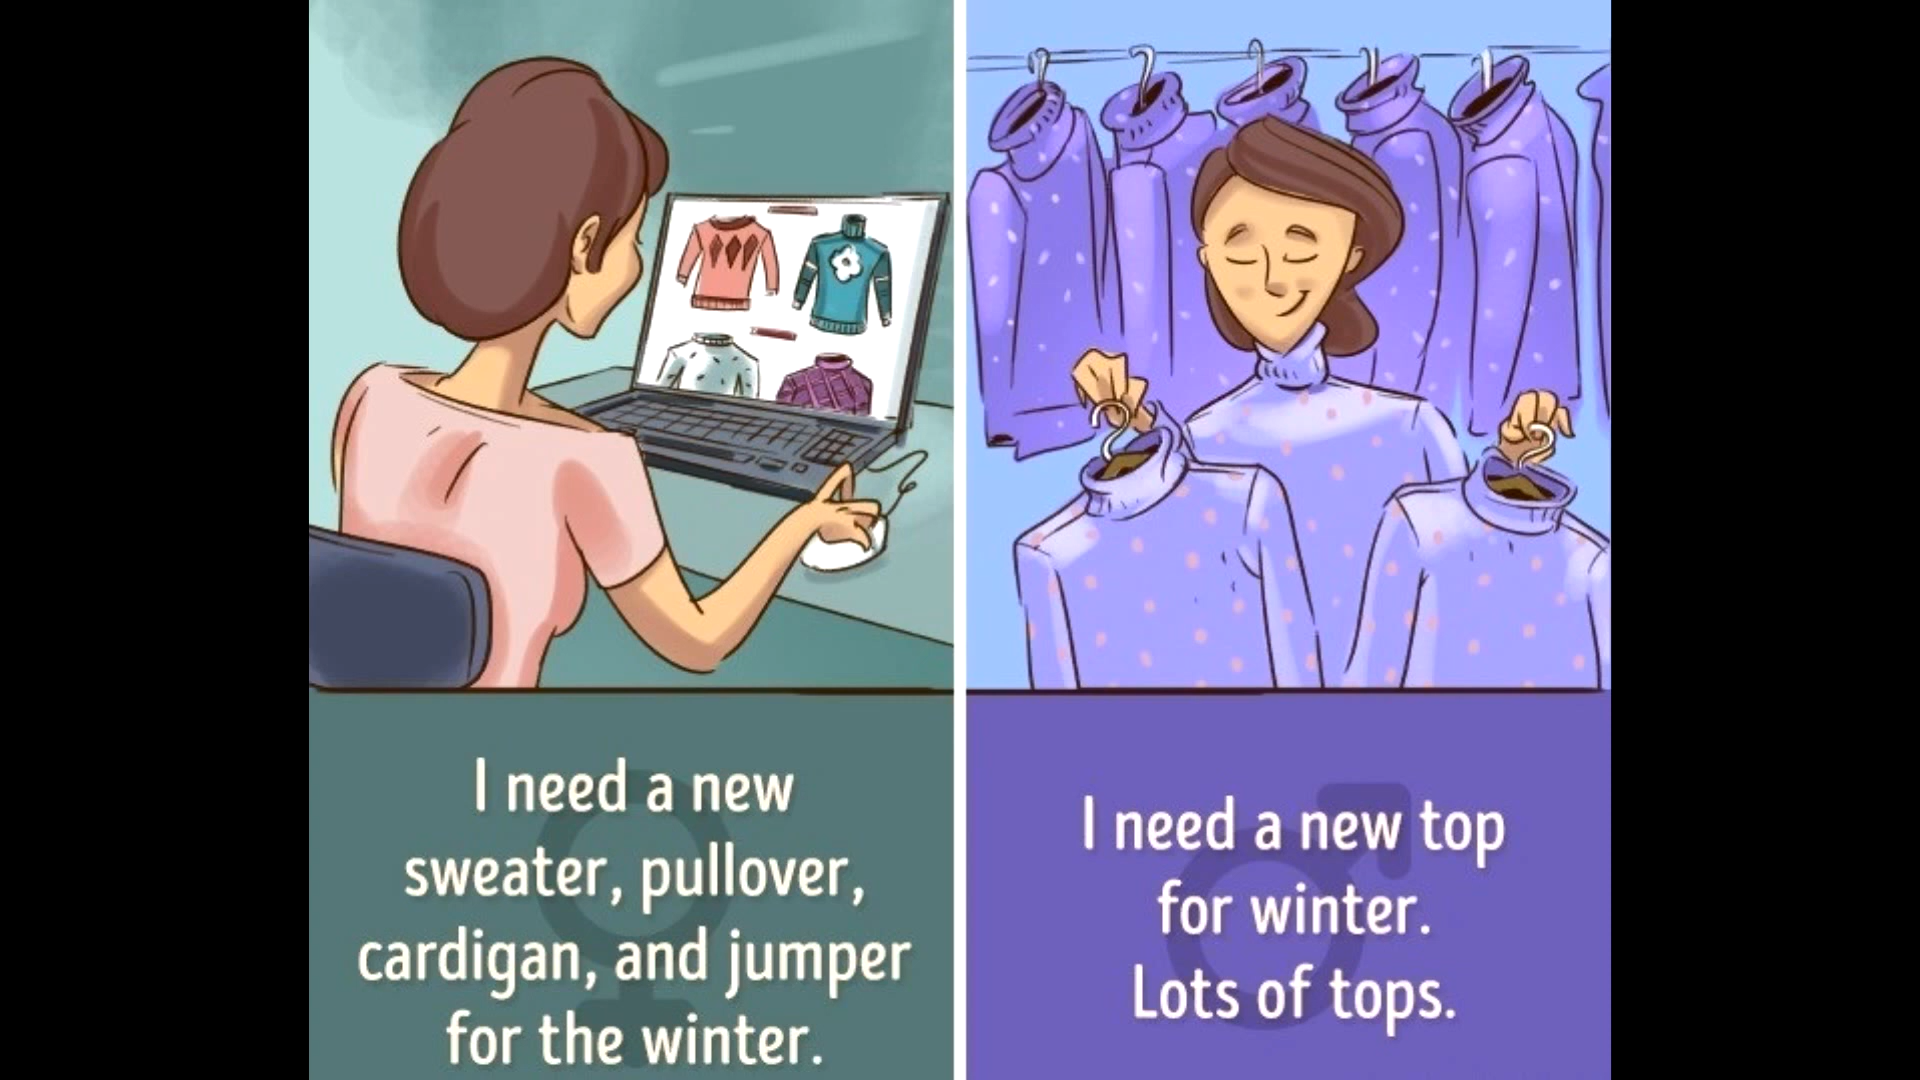 I need a new
sweater, pullover,
cardigan, and jumper
for the winter.
I need a new top
for winter.
Lots of tops.